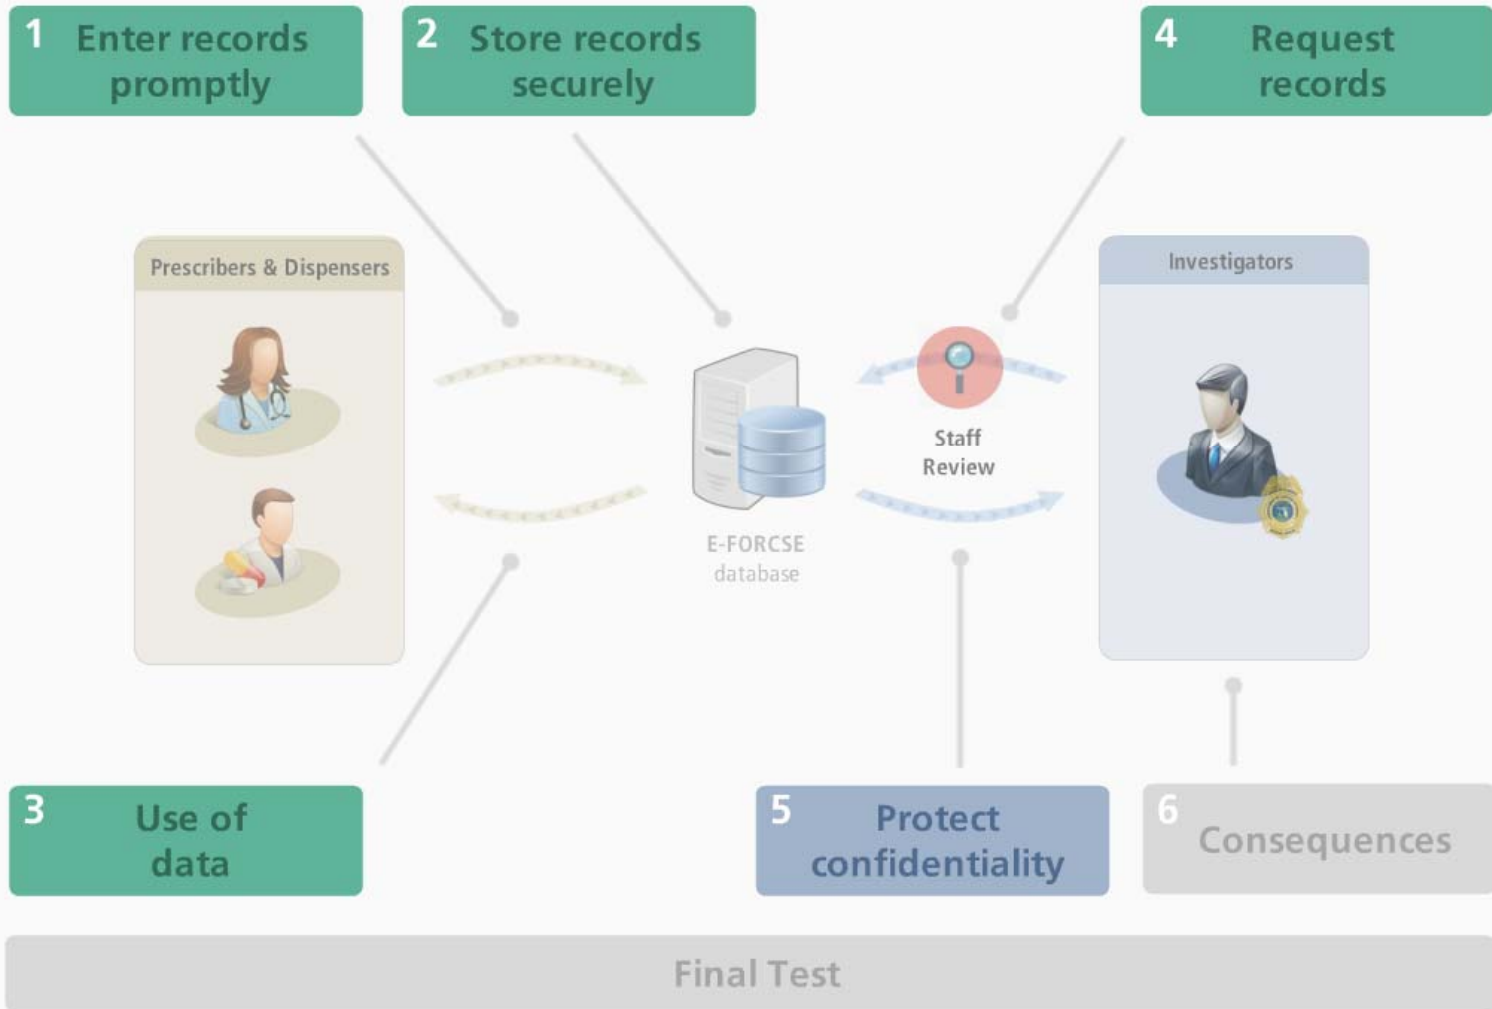 1 Enter records
promptly
2 Store records
securely
4 Request
records
Prescribers & Dispensers
Investigators
Staff
Review
E-FORCSE
database
3 Use of
data
5 Protect
confidentiality
6 Consequences
Final Test